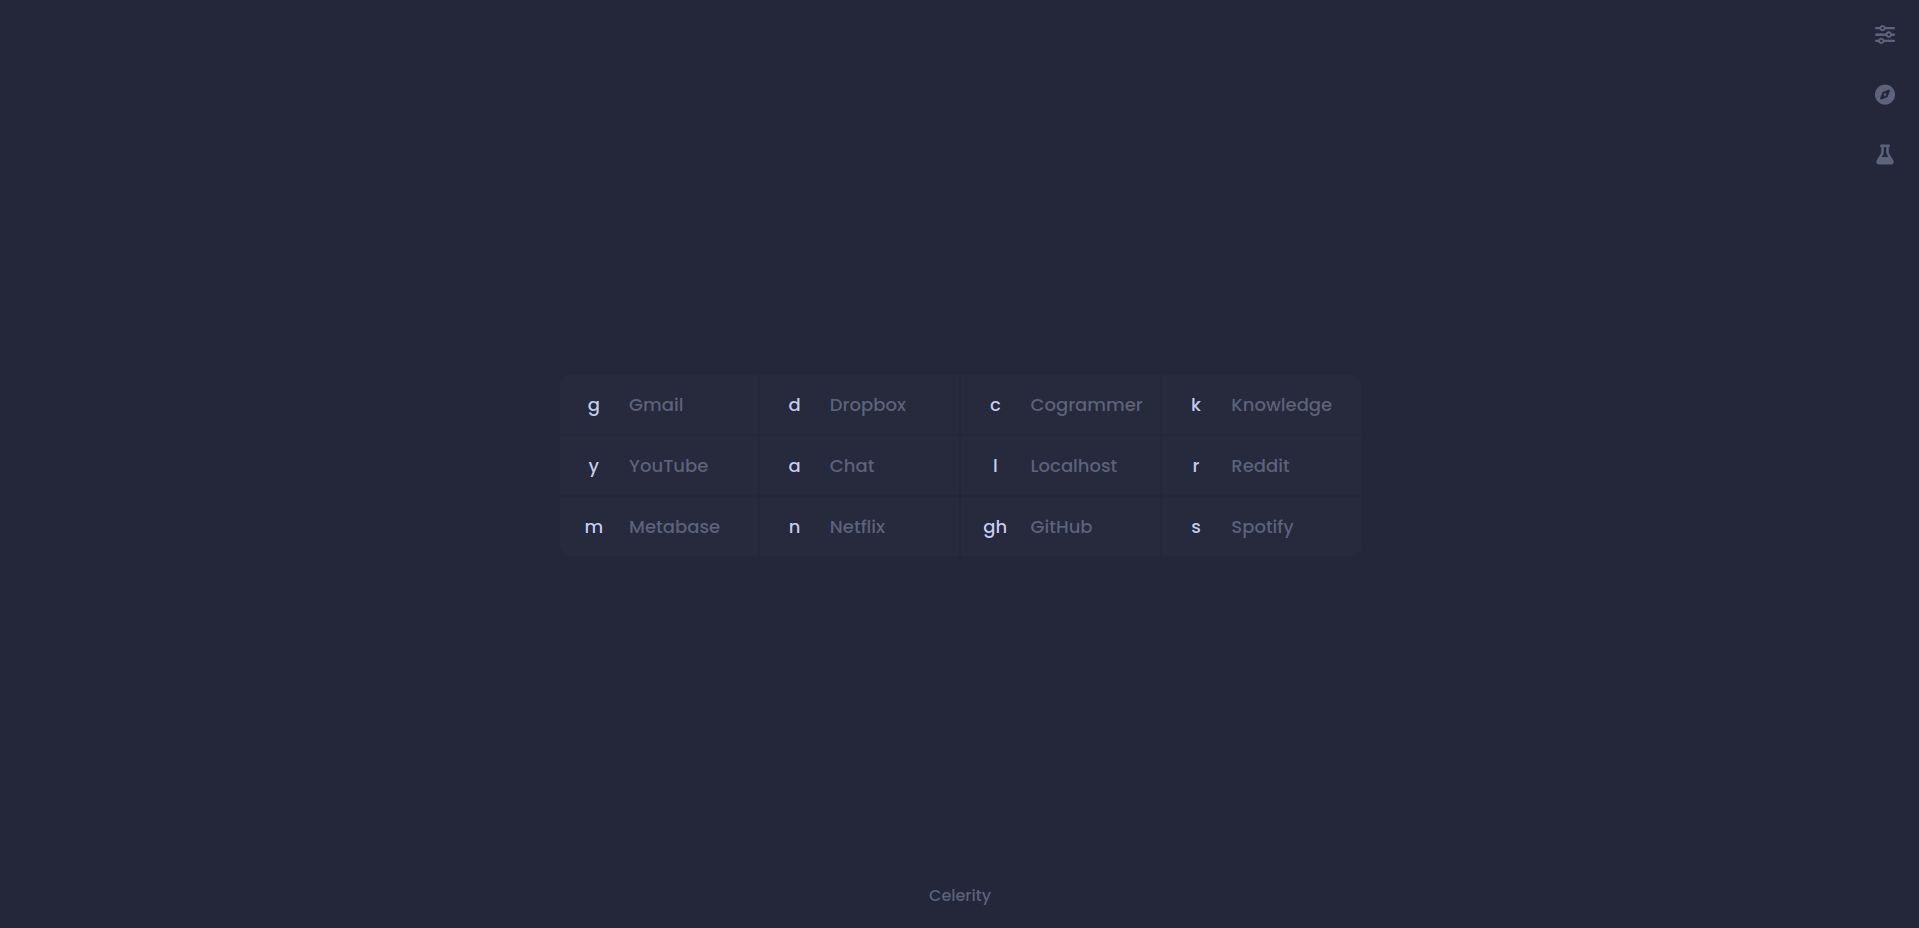 g Gmail d Dropbox c Cogrammer k Knowledge
y YouTube a Chat l Localhost r Reddit
m Metabase n Netflix gh GitHub s Spotify
Celerity